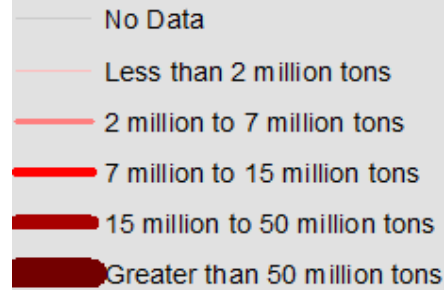 No Data
Less than 2 million tons
2 million to 7 million tons
7 million to 15 million tons
15 million to 50 million tons
Greater than 50 million tons